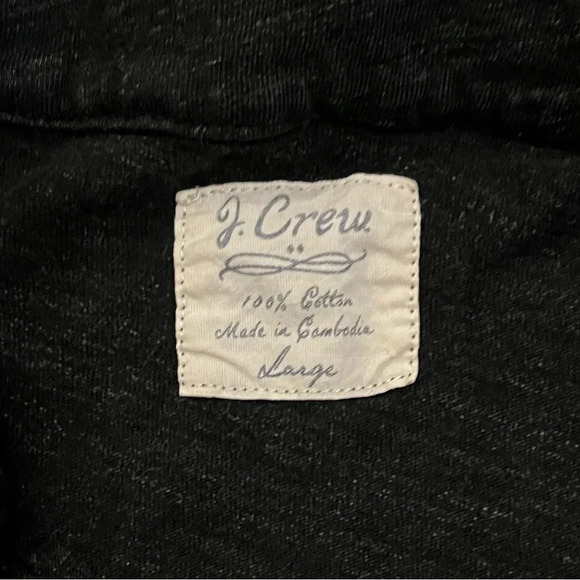 J. Crew.
100% Cotton
Made in Cambodia
Large